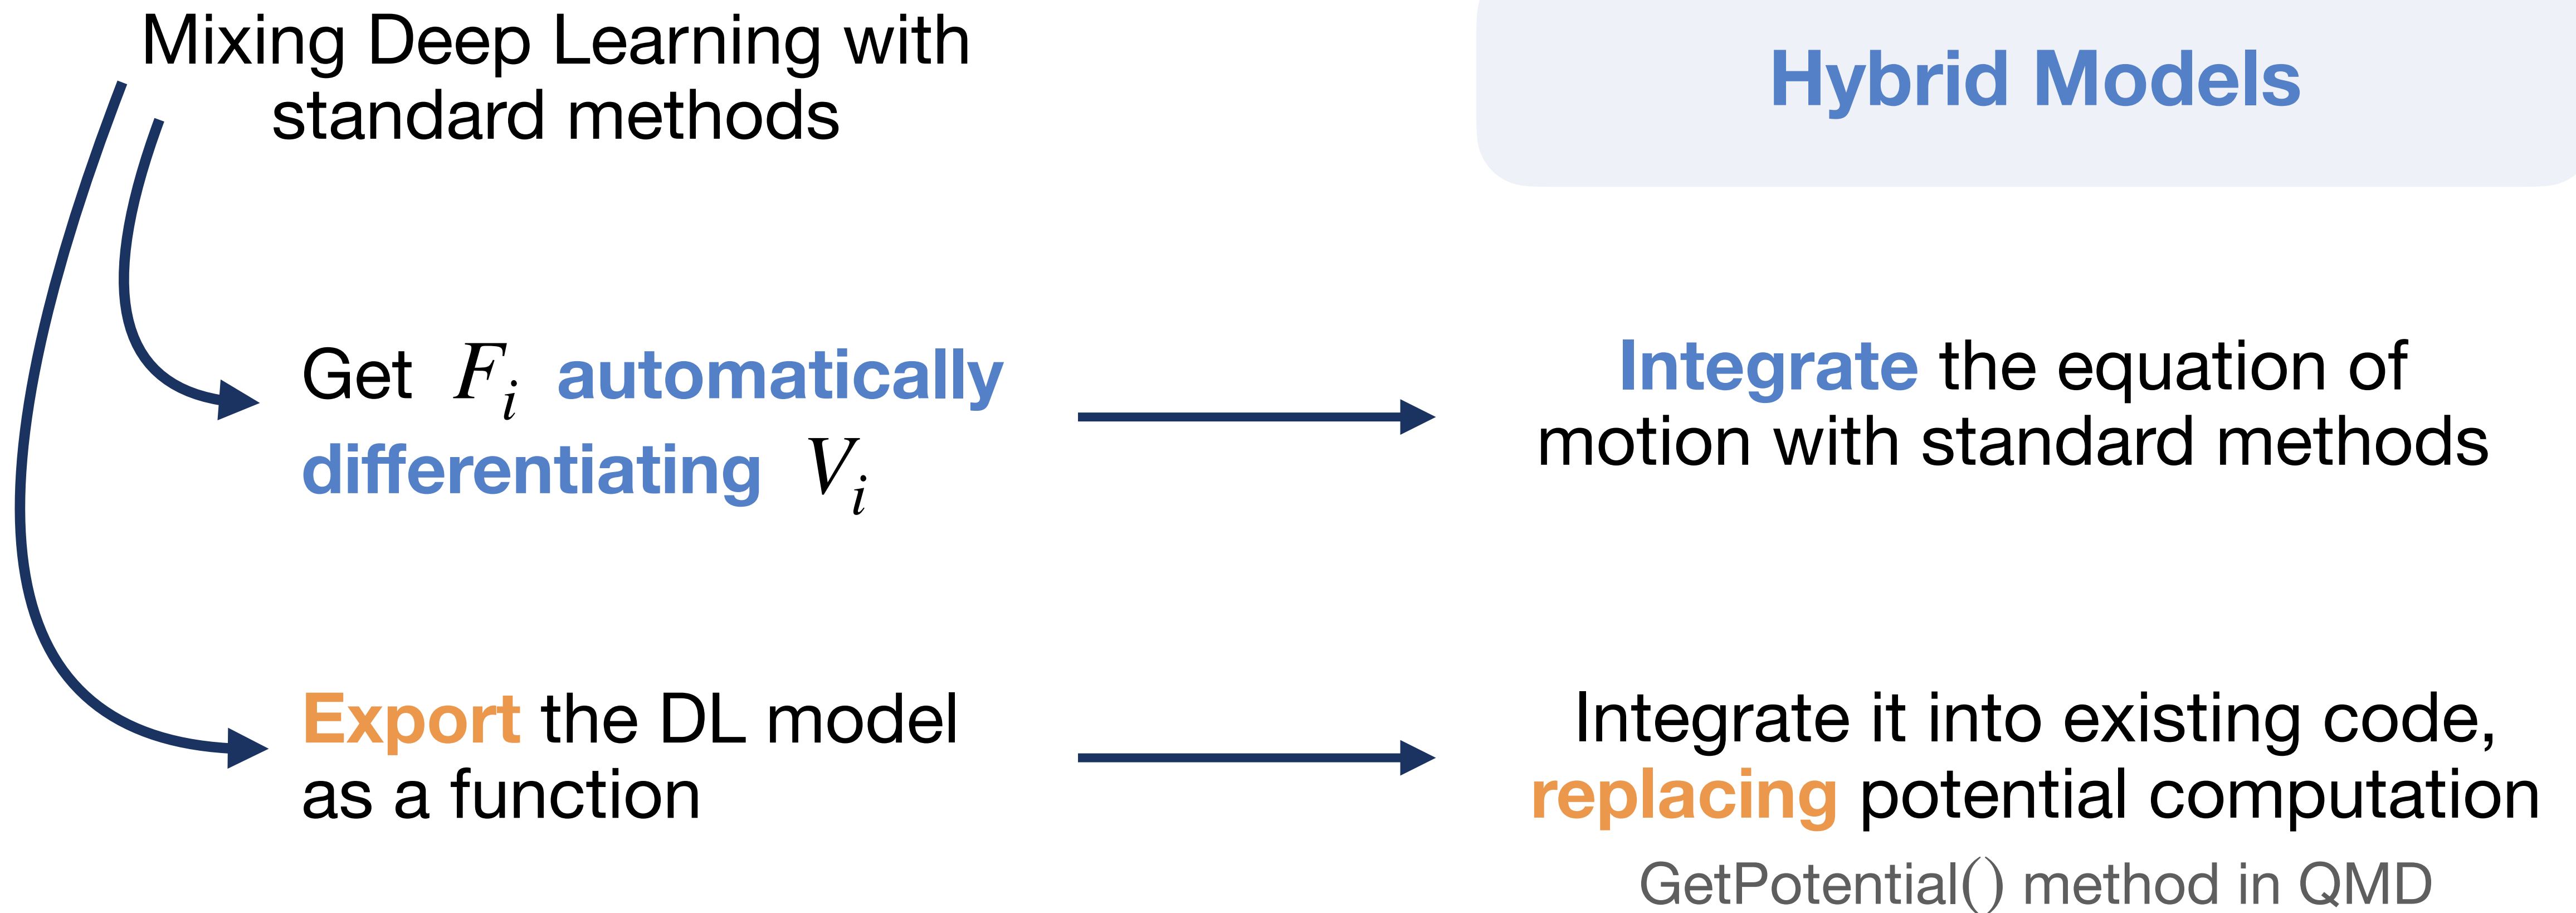 Mixing Deep Learning with
standard methods
Hybrid Models
Get F_i automatically
differentiating V_i
Integrate the equation of
motion with standard methods
Export the DL model
as a function
Integrate it into existing code,
replacing potential computation
GetPotential() method in QMD